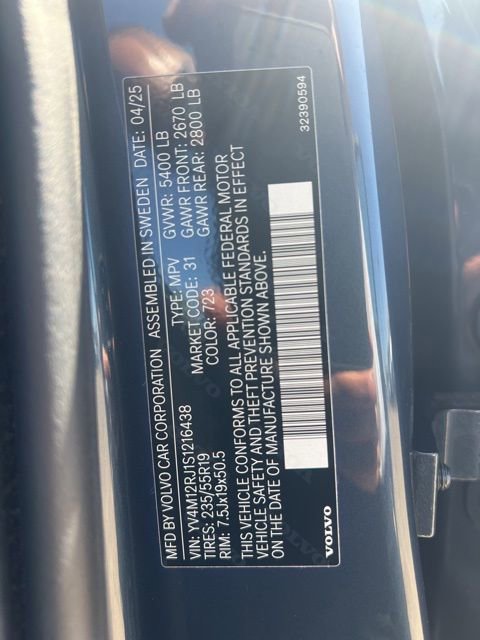 MFD BY VOLVO CAR CORPORATION ASSEMBLED IN SWEDEN DATE: 04/25
VIN: YV4M12RJ1S1216438 TYPE: MPV GVWR: 5400 LB
TIRES: 235/55R19 MARKET CODE: 31 GAWR FRONT: 2670 LB
RIM: 7.5Jx19x50.5 COLOR: 723 GAWR REAR: 2800 LB
THIS VEHICLE CONFORMS TO ALL APPLICABLE FEDERAL MOTOR
VEHICLE SAFETY AND THEFT PREVENTION STANDARDS IN EFFECT
ON THE DATE OF MANUFACTURE SHOWN ABOVE.
VOLVO 32390594